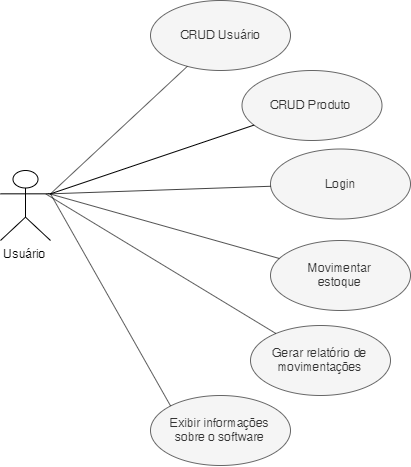 CRUD Usuário
CRUD Produto
Login
Usuário
Movimentar
estoque
Gerar relatório de
movimentações
Exibir informações
sobre o software